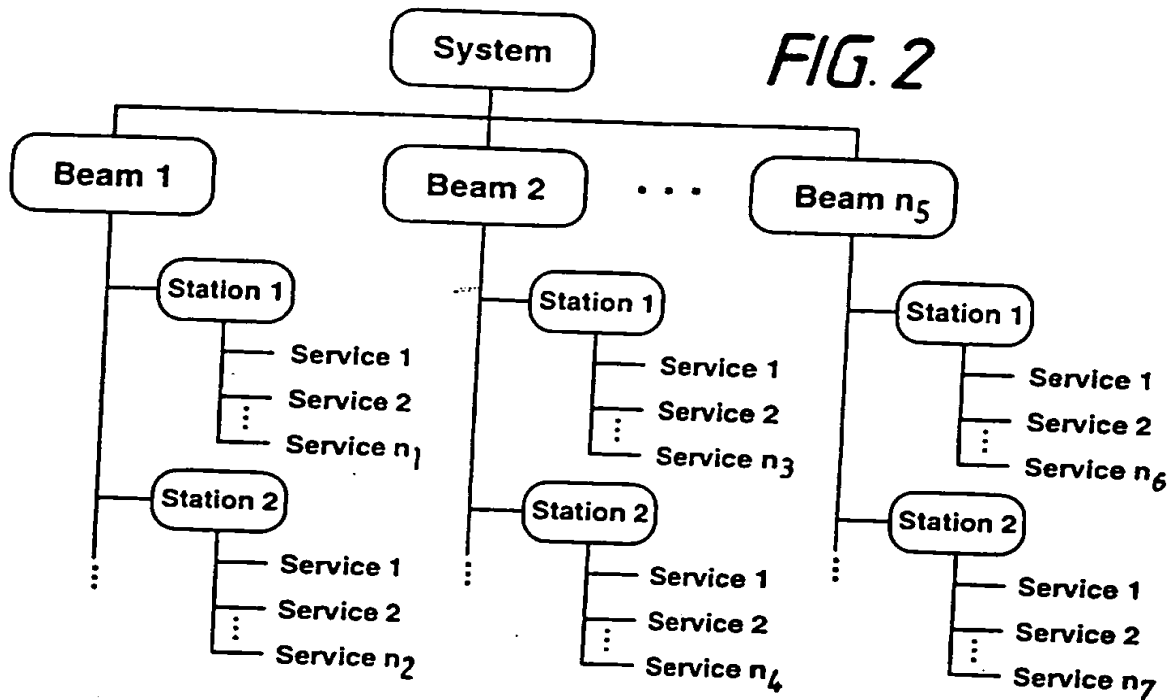 System
FIG. 2
Beam 1
Beam 2
. . .
Beam n5
Station 1
Service 1
Service 2
Service n1
Station 2
Service 1
Service 2
Service n2
Station 1
Service 1
Service 2
Service n3
Station 2
Service 1
Service 2
Service n4
Station 1
Service 1
Service 2
Service n6
Station 2
Service 1
Service 2
Service n7